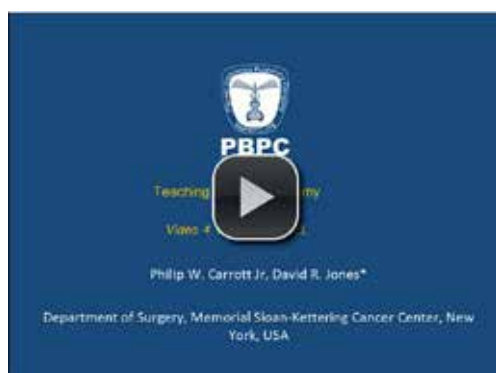 PBPC
Teaching my
Video #
Philip W. Carrott Jr, David R. Jones*
Department of Surgery, Memorial Sloan-Kettering Cancer Center, New
York, USA